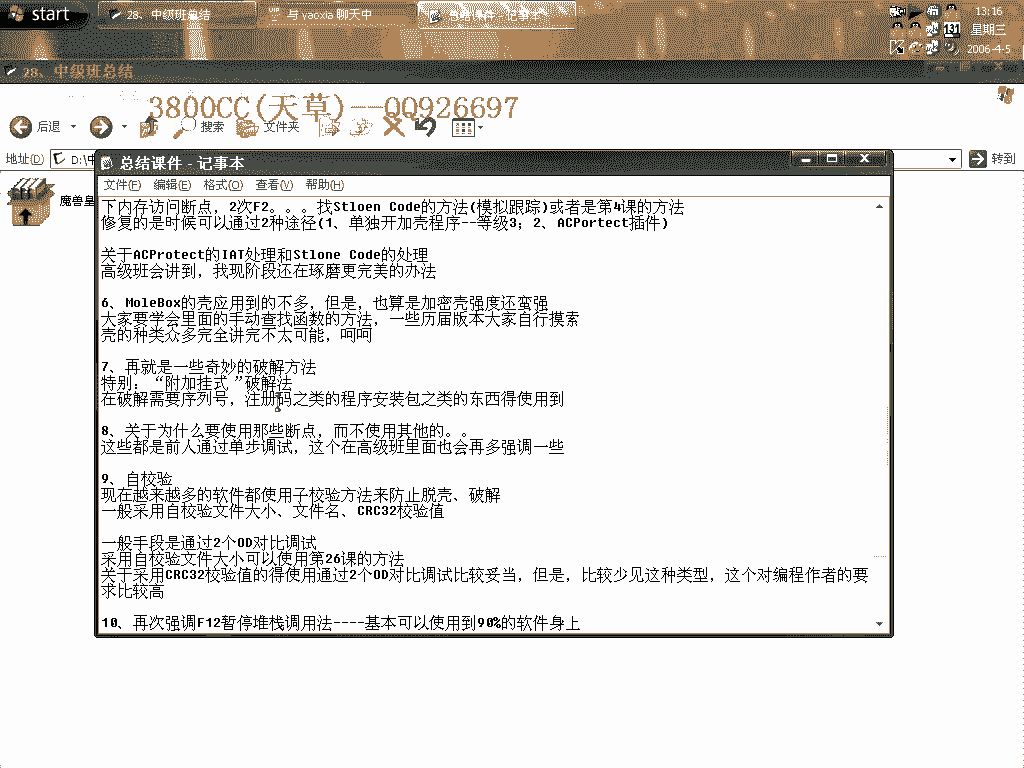 start
28、中级班总结
与 yaoxia 聊天中
总结课件 - 记事本
13:16
星期三
2006-4-5
28、中级班总结
3800CC(天草)--QQ926697
后退
搜索
文件夹
地址(D)
D:\中
转到
魔兽皇
总结课件 - 记事本
文件(F) 编辑(E) 格式(O) 查看(V) 帮助(H)
下内存访问断点，2次F2。。。找Stloen Code的方法(模拟跟踪)或者是第4课的方法
修复的是时候可以通过2种途径(1、单独开加壳程序--等级3；2、ACPortect插件)
关于ACProtect的IAT处理和Stlone Code的处理
高级班会讲到，我现阶段还在琢磨更完美的办法
6、MoleBox的壳应用到的不多，但是，也算是加密壳强度还蛮强
大家要学会里面的手动查找函数的方法，一些历届版本大家自行摸索
壳的种类众多完全讲完不太可能，呵呵
7、再就是一些奇妙的破解方法
特别：“附加挂式 ”破解法
在破解需要序列号，注册码之类的程序安装包之类的东西得使用到
8、关于为什么要使用那些断点，而不使用其他的。。
这些都是前人通过单步调试，这个在高级班里面也会再多强调一些
9、自校验
现在越来越多的软件都使用子校验方法来防止脱壳、破解
一般采用自校验文件大小、文件名、CRC32校验值
一般手段是通过2个OD对比调试
采用自校验文件大小可以使用第26课的方法
关于采用CRC32校验值的得使用通过2个OD对比调试比较妥当，但是，比较少见这种类型，这个对编程作者的要
求比较高
10、再次强调F12暂停堆栈调用法----基本可以使用到90%的软件身上